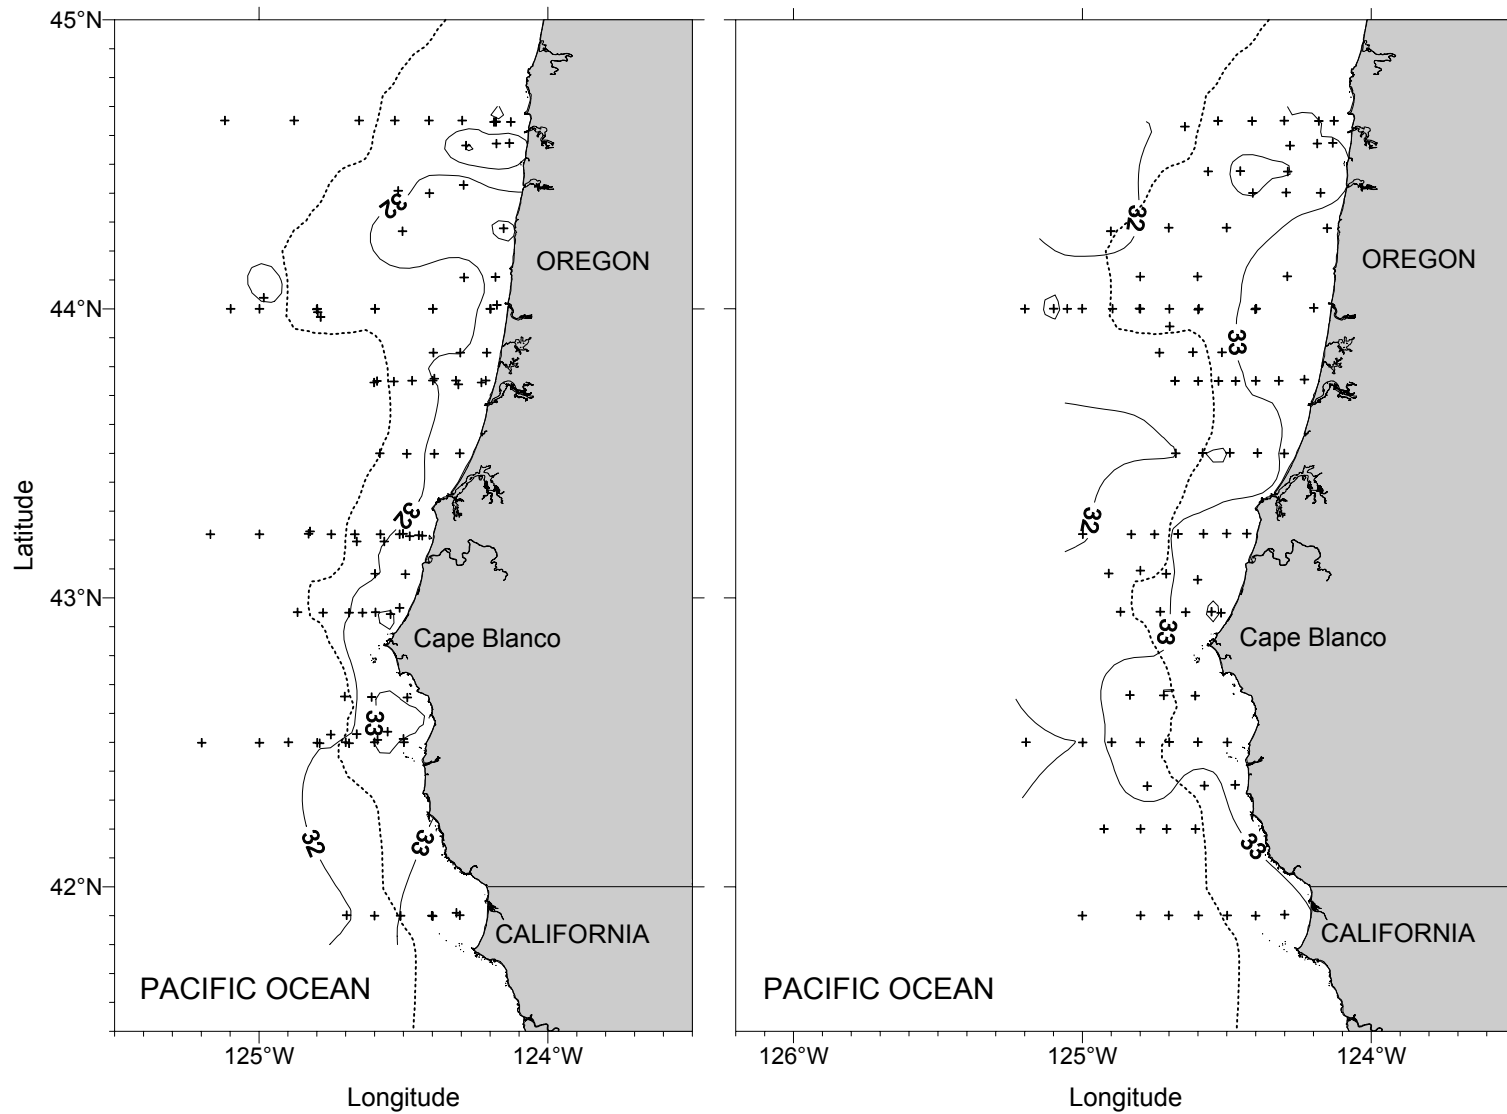 45°N
44°N
43°N
42°N
Latitude
32
OREGON
32
Cape Blanco
33
32
33
CALIFORNIA
PACIFIC OCEAN
125°W
124°W
Longitude
32
OREGON
33
32
33
Cape Blanco
33
CALIFORNIA
PACIFIC OCEAN
126°W
125°W
124°W
Longitude